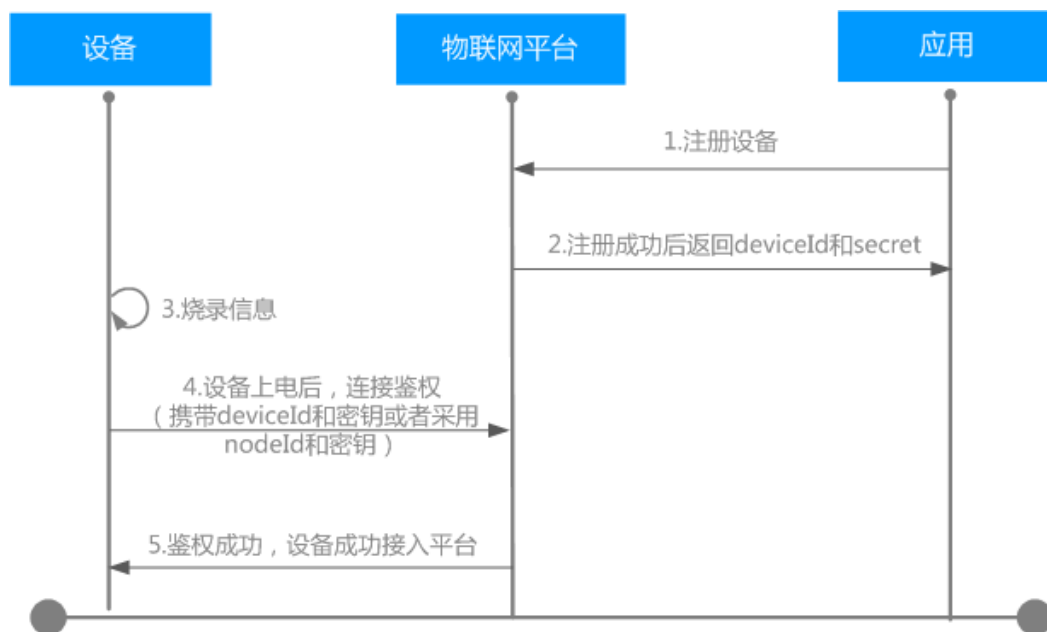 设备
物联网平台
应用
1.注册设备
2.注册成功后返回deviceId和secret
3.烧录信息
4.设备上电后，连接鉴权
（携带deviceId和密钥或者采用
nodeId和密钥）
5.鉴权成功，设备成功接入平台